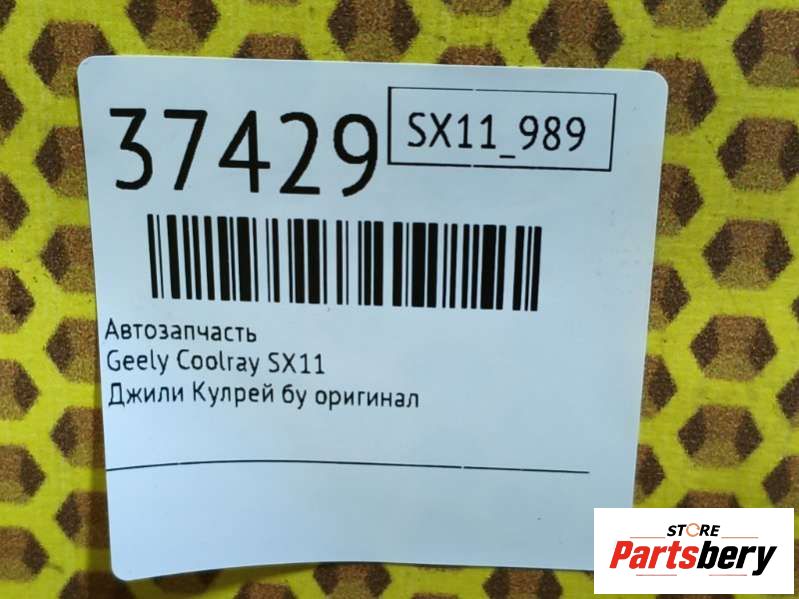 37429
SX11_989
Автозапчасть
Geely Coolray SX11
Джили Кулрей бу оригинал
STORE
Partsbery